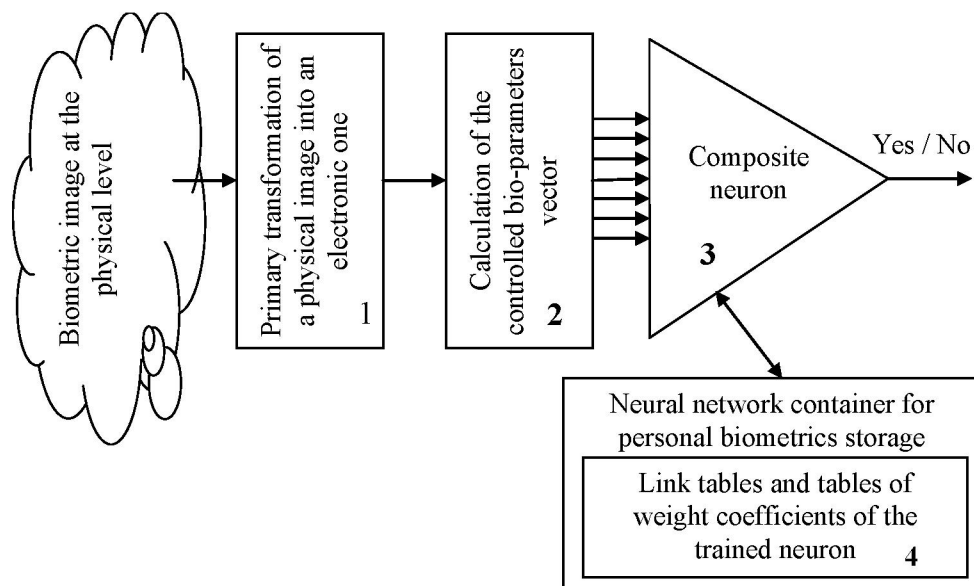 Biometric image at the
physical level
Primary transformation of
a physical image into an
electronic one
1
Calculation of the
controlled bio-parameters
vector
2
Composite
neuron
3
Yes / No
Neural network container for
personal biometrics storage
Link tables and tables of
weight coefficients of the
trained neuron
4